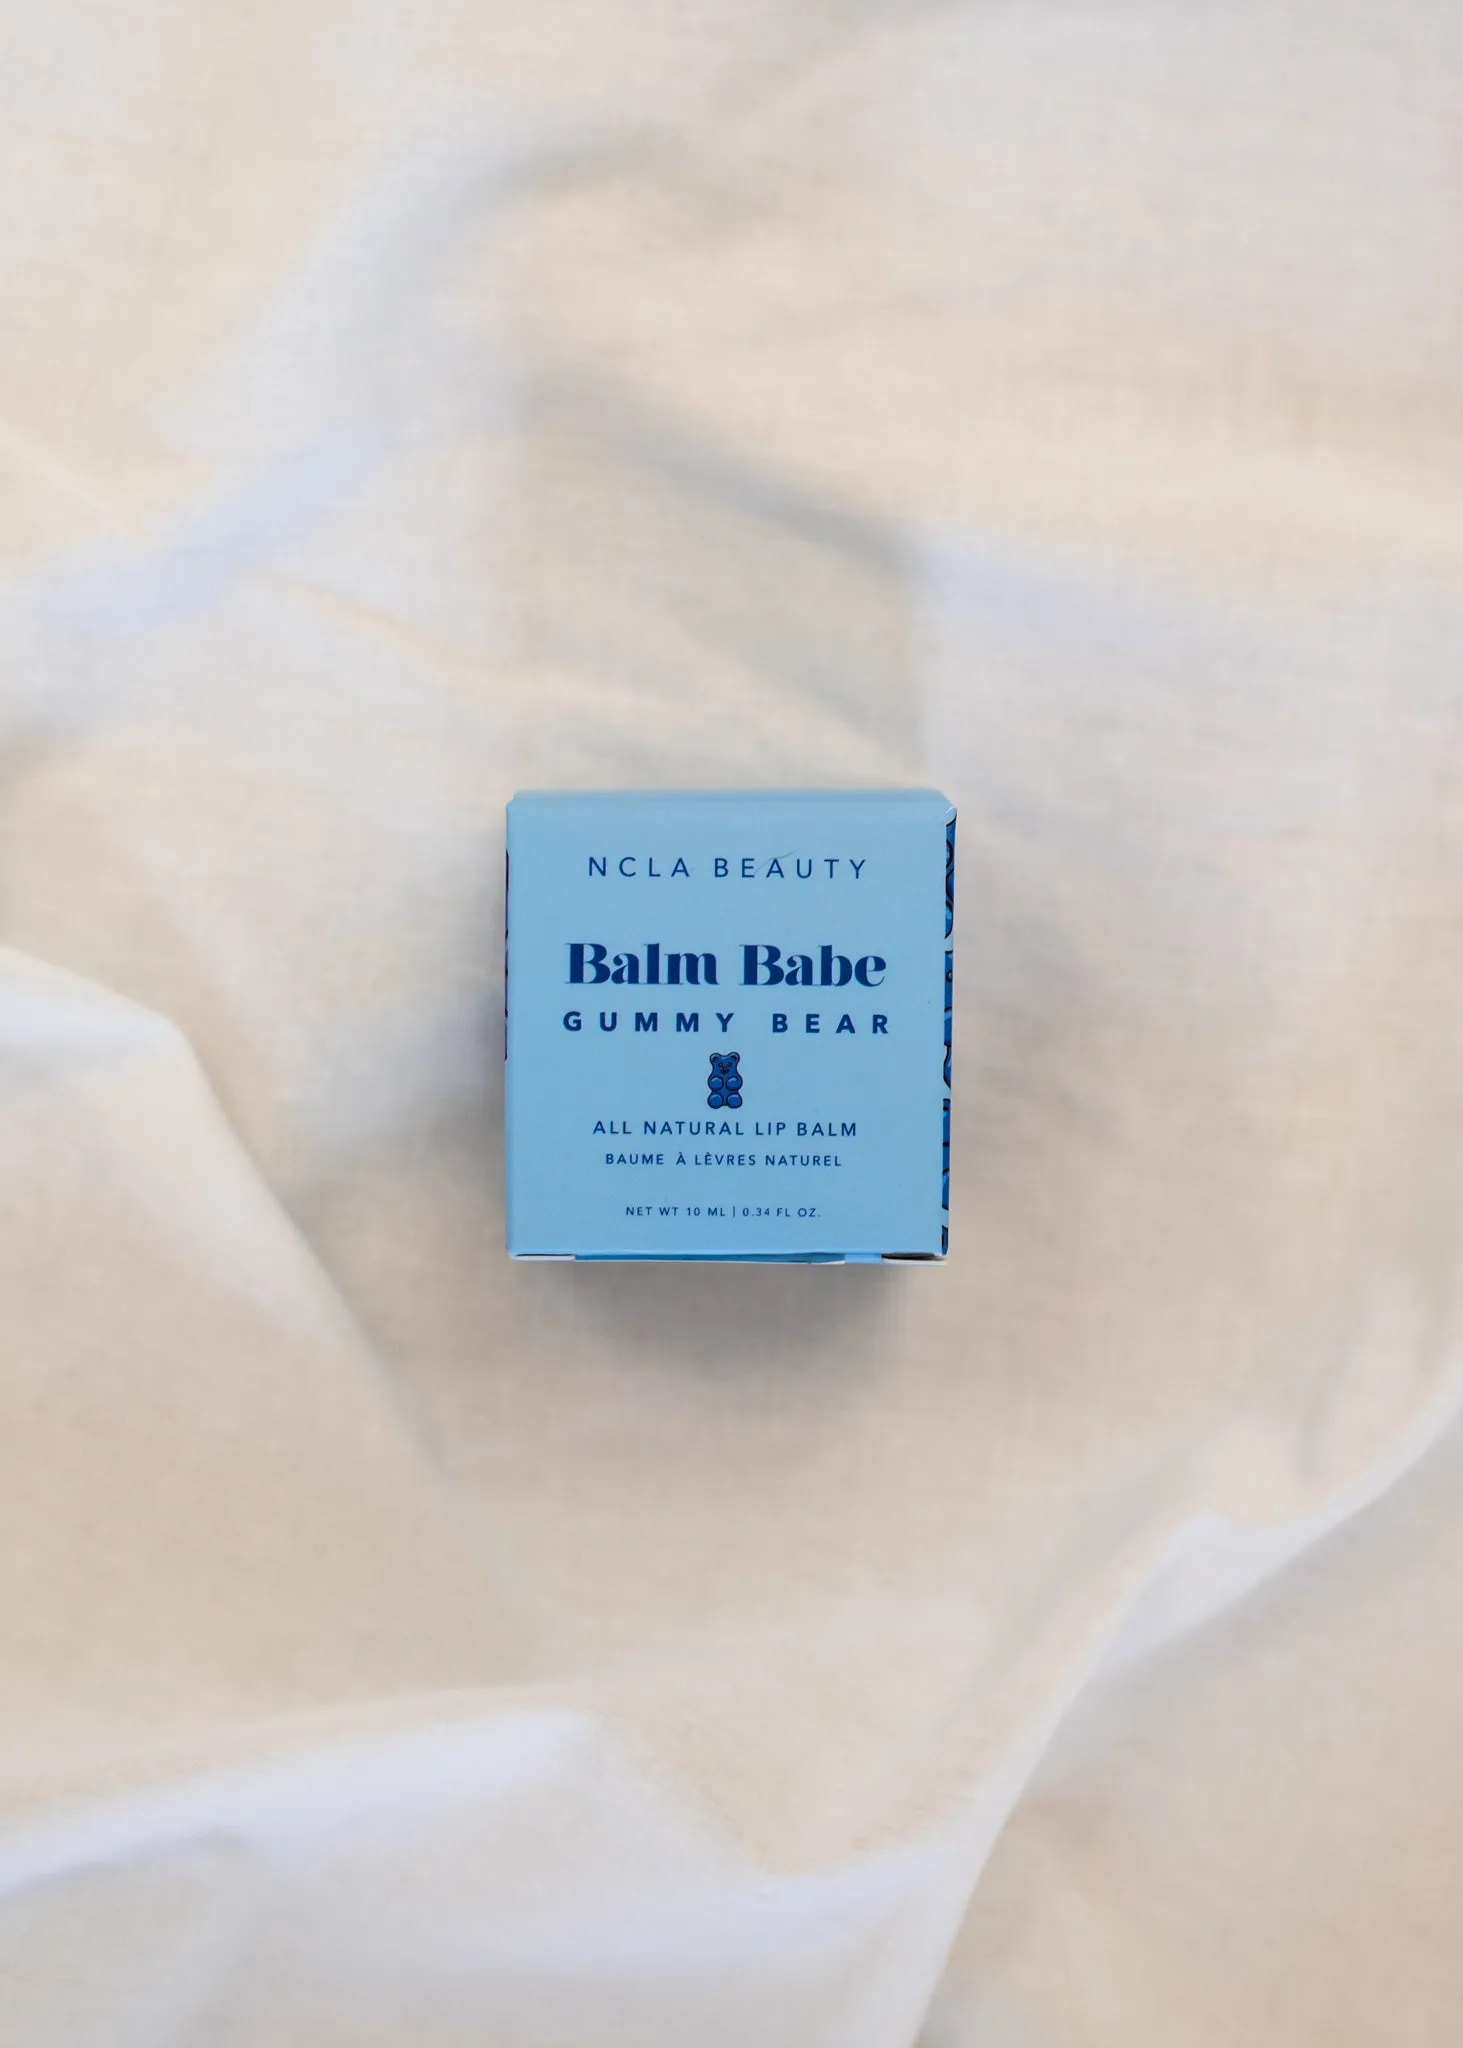 NCLA BEAUTY
Balm Babe
GUMMY BEAR
ALL NATURAL LIP BALM
BAUME À LÈVRES NATUREL
NET WT 10 ML | 0.34 FL OZ.